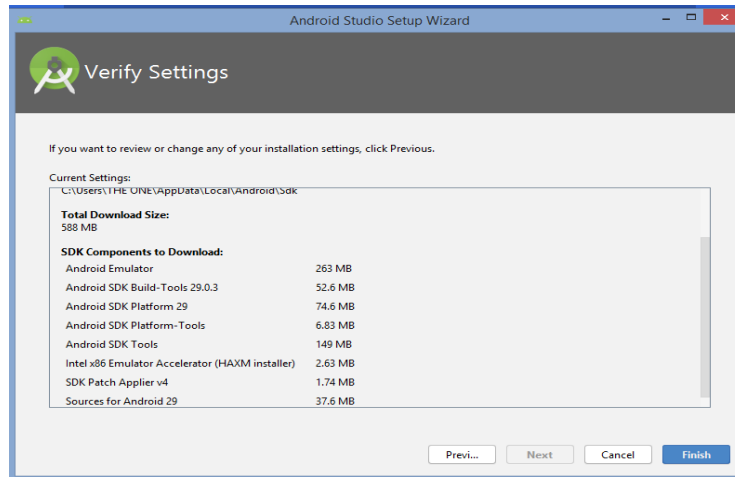 Android Studio Setup Wizard
Verify Settings
If you want to review or change any of your installation settings, click Previous.
Current Settings:
C:\Users\THE ONE\AppData\Local\Android\Sdk
Total Download Size:
588 MB
SDK Components to Download:
Android Emulator 263 MB
Android SDK Build-Tools 29.0.3 52.6 MB
Android SDK Platform 29 74.6 MB
Android SDK Platform-Tools 6.83 MB
Android SDK Tools 149 MB
Intel x86 Emulator Accelerator (HAXM installer) 2.63 MB
SDK Patch Applier v4 1.74 MB
Sources for Android 29 37.6 MB
Previ... Next Cancel Finish